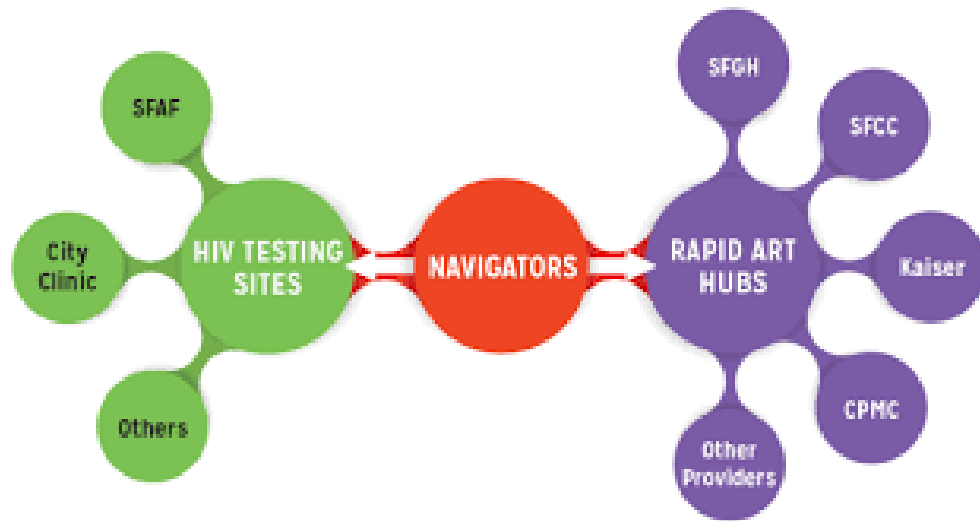 SFAF
City
Clinic
Others
HIV TESTING
SITES
NAVIGATORS
RAPID ART
HUBS
SFGH
SFCC
Kaiser
CPMC
Other
Providers